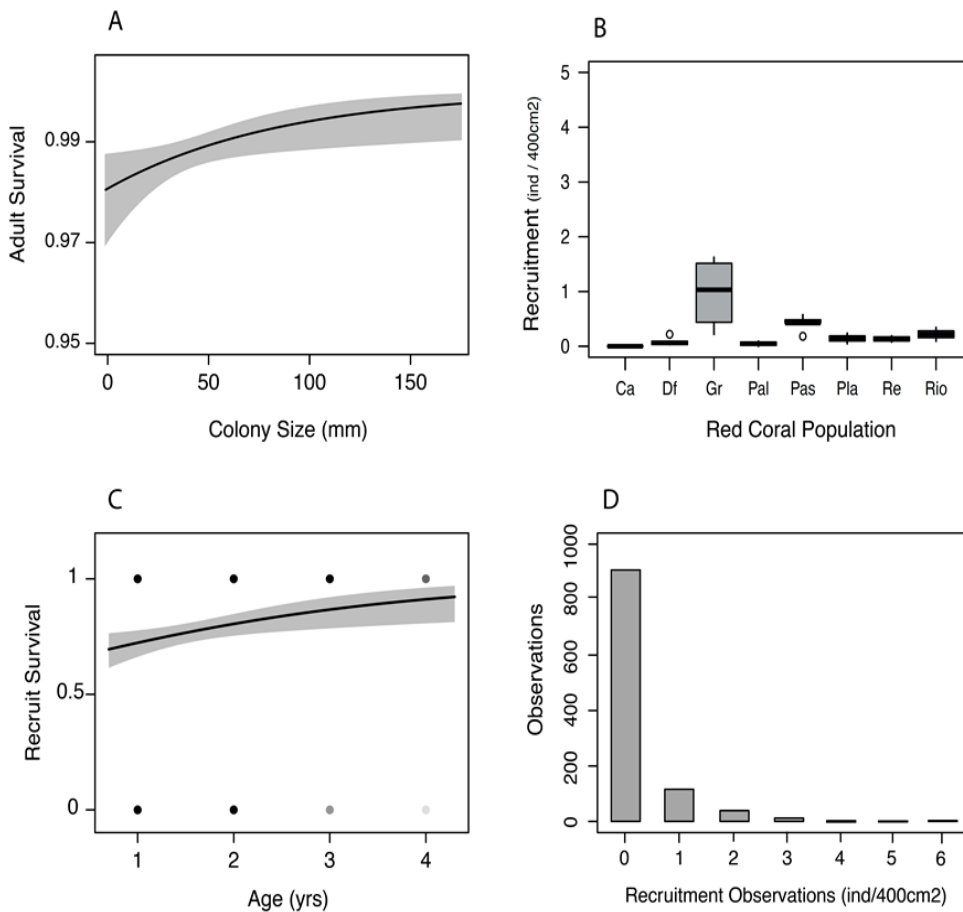 A
Adult Survival
0.99
0.97
0.95
0 50 100 150
Colony Size (mm)
B
Recruitment (ind / 400cm2)
5
4
3
2
1
0
Ca Df Gr Pal Pas Pla Re Rio
Red Coral Population
C
Recruit Survival
1
0.5
0
1 2 3 4
Age (yrs)
D
Observations
1000
800
600
400
200
0
0 1 2 3 4 5 6
Recruitment Observations (ind/400cm2)